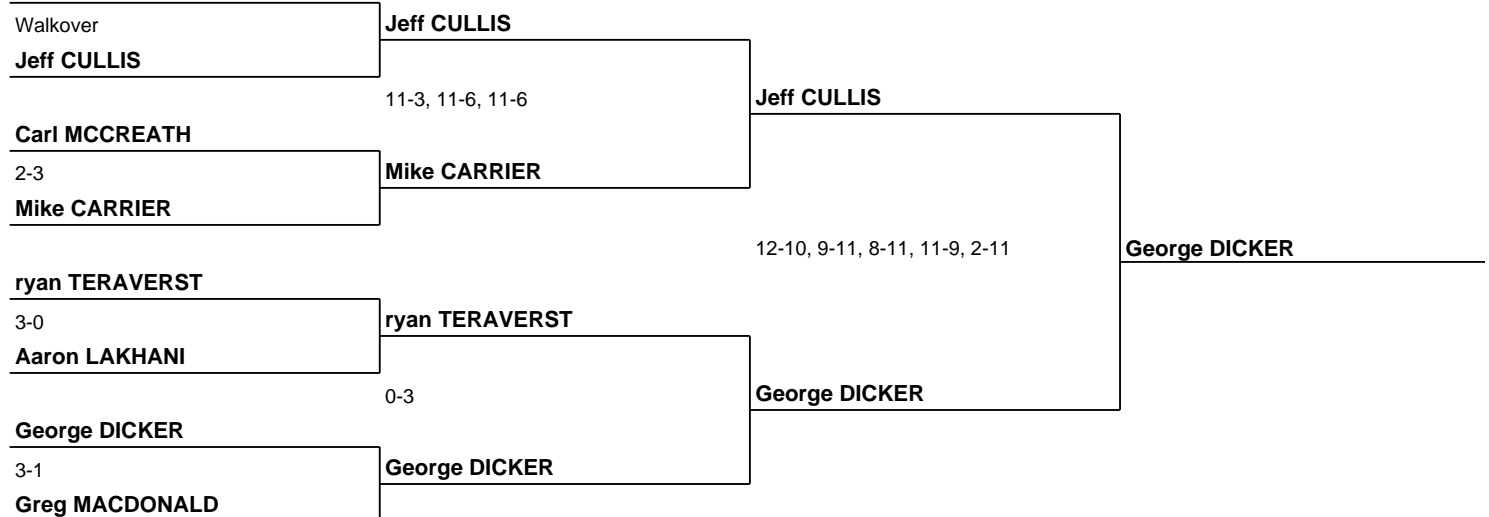 Walkover
Jeff CULLIS
Jeff CULLIS
11-3, 11-6, 11-6
Jeff CULLIS
Carl MCCREATH
2-3
Mike CARRIER
Mike CARRIER
12-10, 9-11, 8-11, 11-9, 2-11
George DICKER
ryan TERAVERST
3-0
ryan TERAVERST
Aaron LAKHANI
0-3
George DICKER
George DICKER
3-1
George DICKER
Greg MACDONALD